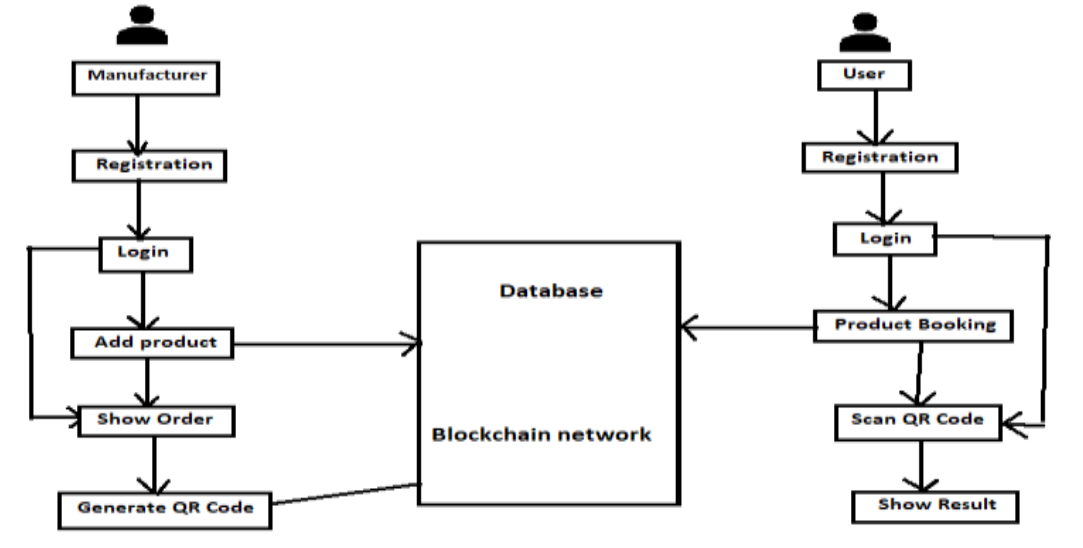 Manufacturer
Registration
Login
Add product
Show Order
Generate QR Code
Database
Blockchain network
User
Registration
Login
Product Booking
Scan QR Code
Show Result